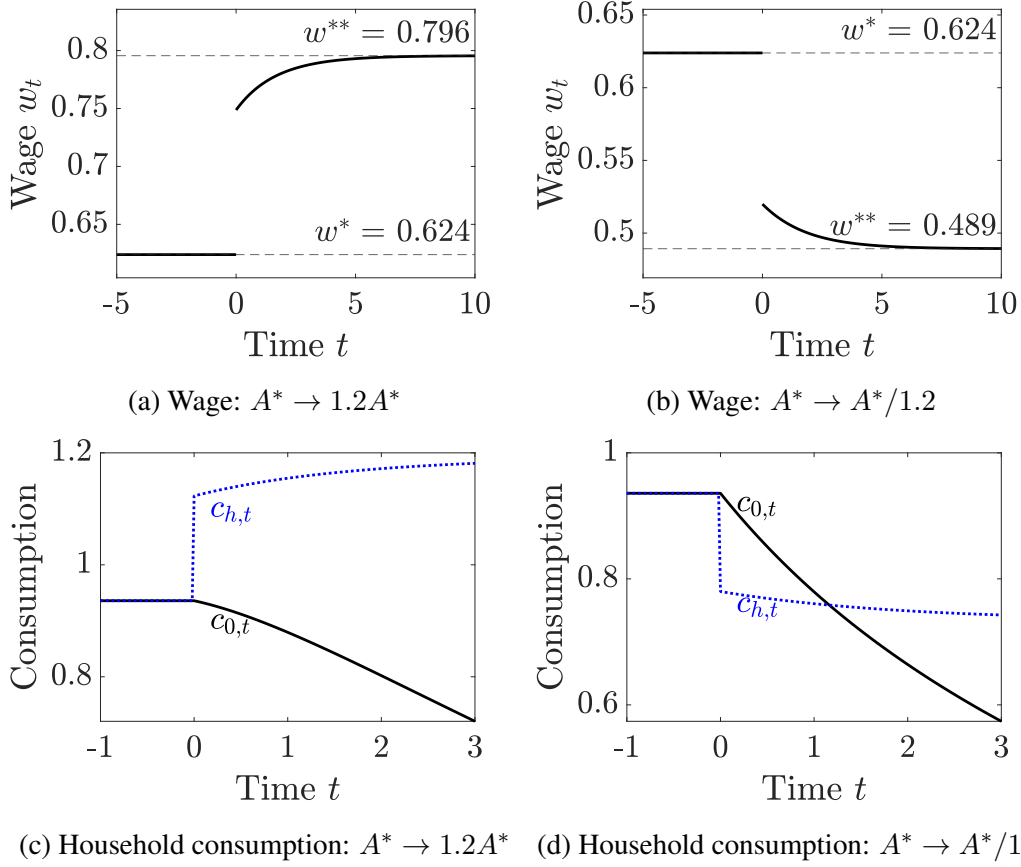 w** = 0.796
0.8
0.75
0.7
0.65
w* = 0.624
Wage w_t
-5 0 5 10
Time t
(a) Wage: A* → 1.2A*
0.65
w* = 0.624
0.6
0.55
0.5
w** = 0.489
Wage w_t
-5 0 5 10
Time t
(b) Wage: A* → A*/1.2
1.2
c_{h,t}
1
c_{0,t}
0.8
Consumption
-1 0 1 2 3
Time t
(c) Household consumption: A* → 1.2A*
1
c_{0,t}
0.8
c_{h,t}
0.6
Consumption
-1 0 1 2 3
Time t
(d) Household consumption: A* → A*/1